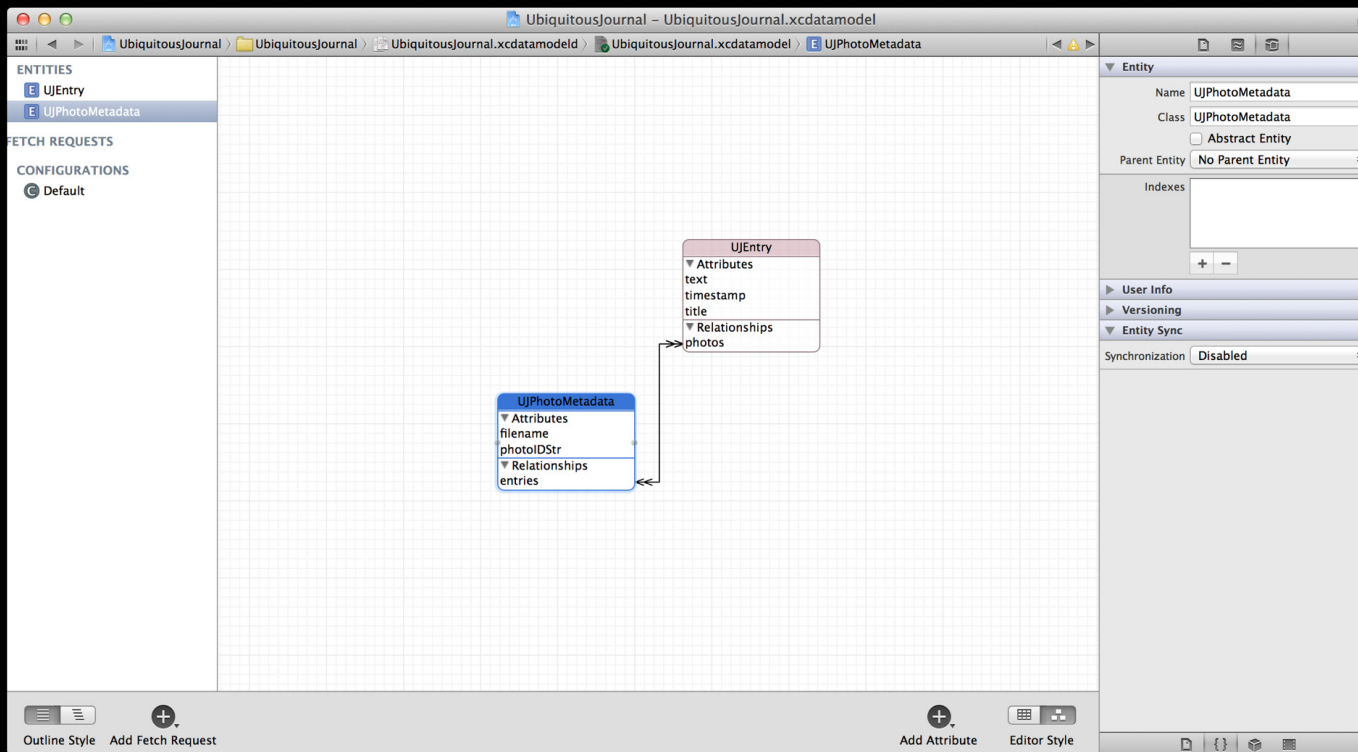 UbiquitousJournal – UbiquitousJournal.xcdatamodel
UbiquitousJournal UbiquitousJournal UbiquitousJournal.xcdatamodeld UbiquitousJournal.xcdatamodel E UJPhotoMetadata
ENTITIES
E UJEntry
E UJPhotoMetadata
FETCH REQUESTS
CONFIGURATIONS
C Default
UJEntry
Attributes
text
timestamp
title
Relationships
photos
UJPhotoMetadata
Attributes
filename
photoIDStr
Relationships
entries
Entity
Name UJPhotoMetadata
Class UJPhotoMetadata
Abstract Entity
Parent Entity No Parent Entity
Indexes
+ −
User Info
Versioning
Entity Sync
Synchronization Disabled
Outline Style Add Fetch Request Add Attribute Editor Style
{}